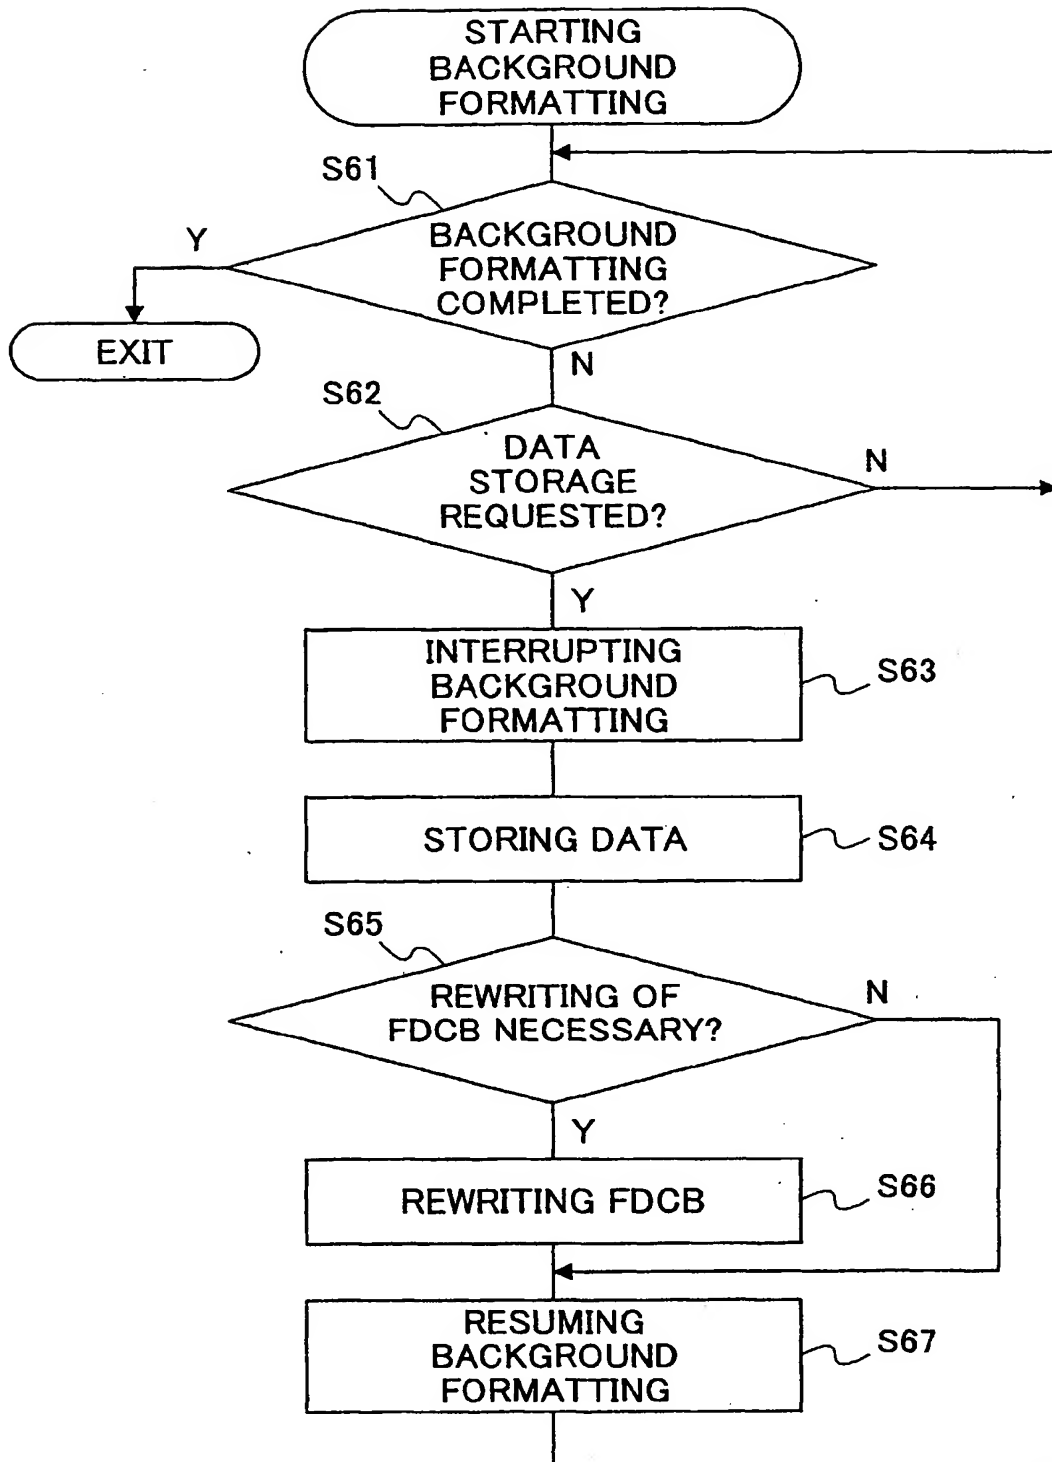 STARTING
BACKGROUND
FORMATTING
S61
Y
BACKGROUND
FORMATTING
COMPLETED?
EXIT
N
S62
DATA
STORAGE
REQUESTED?
N
Y
INTERRUPTING
BACKGROUND
FORMATTING
S63
STORING DATA
S64
S65
REWRITING OF
FDCB NECESSARY?
N
Y
REWRITING FDCB
S66
RESUMING
BACKGROUND
FORMATTING
S67